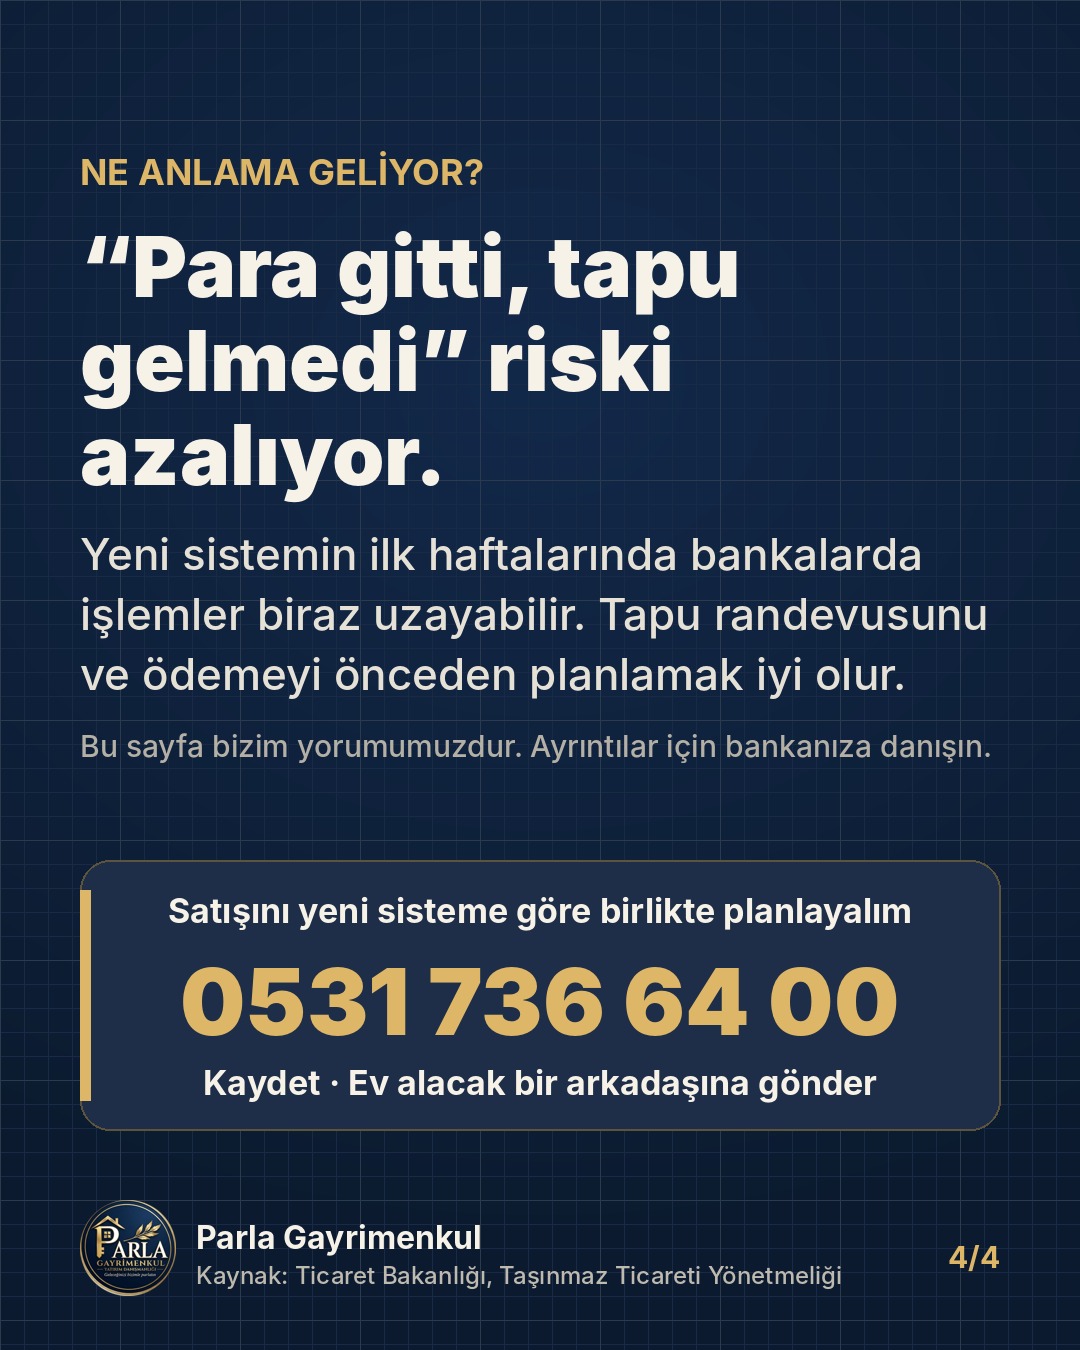 NE ANLAMA GELİYOR?
“Para gitti, tapu
gelmedi” riski
azalıyor.
Yeni sistemin ilk haftalarında bankalarda
işlemler biraz uzayabilir. Tapu randevusunu
ve ödemeyi önceden planlamak iyi olur.
Bu sayfa bizim yorumumuzdur. Ayrıntılar için bankanıza danışın.
Satışını yeni sisteme göre birlikte planlayalım
0531 736 64 00
Kaydet · Ev alacak bir arkadaşına gönder
PARLA
GAYRİMENKUL
Parla Gayrimenkul
Kaynak: Ticaret Bakanlığı, Taşınmaz Ticareti Yönetmeliği
4/4